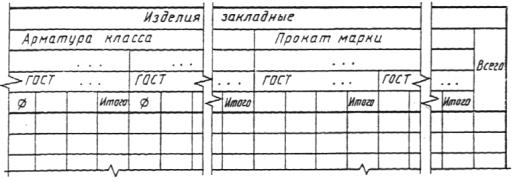 Изделия закладные
Арматура класса Прокат марки
... ... ... Всего
ГОСТ ... ГОСТ ... ГОСТ ... ГОСТ ...
Ø Итого Ø Итого Итого Итого